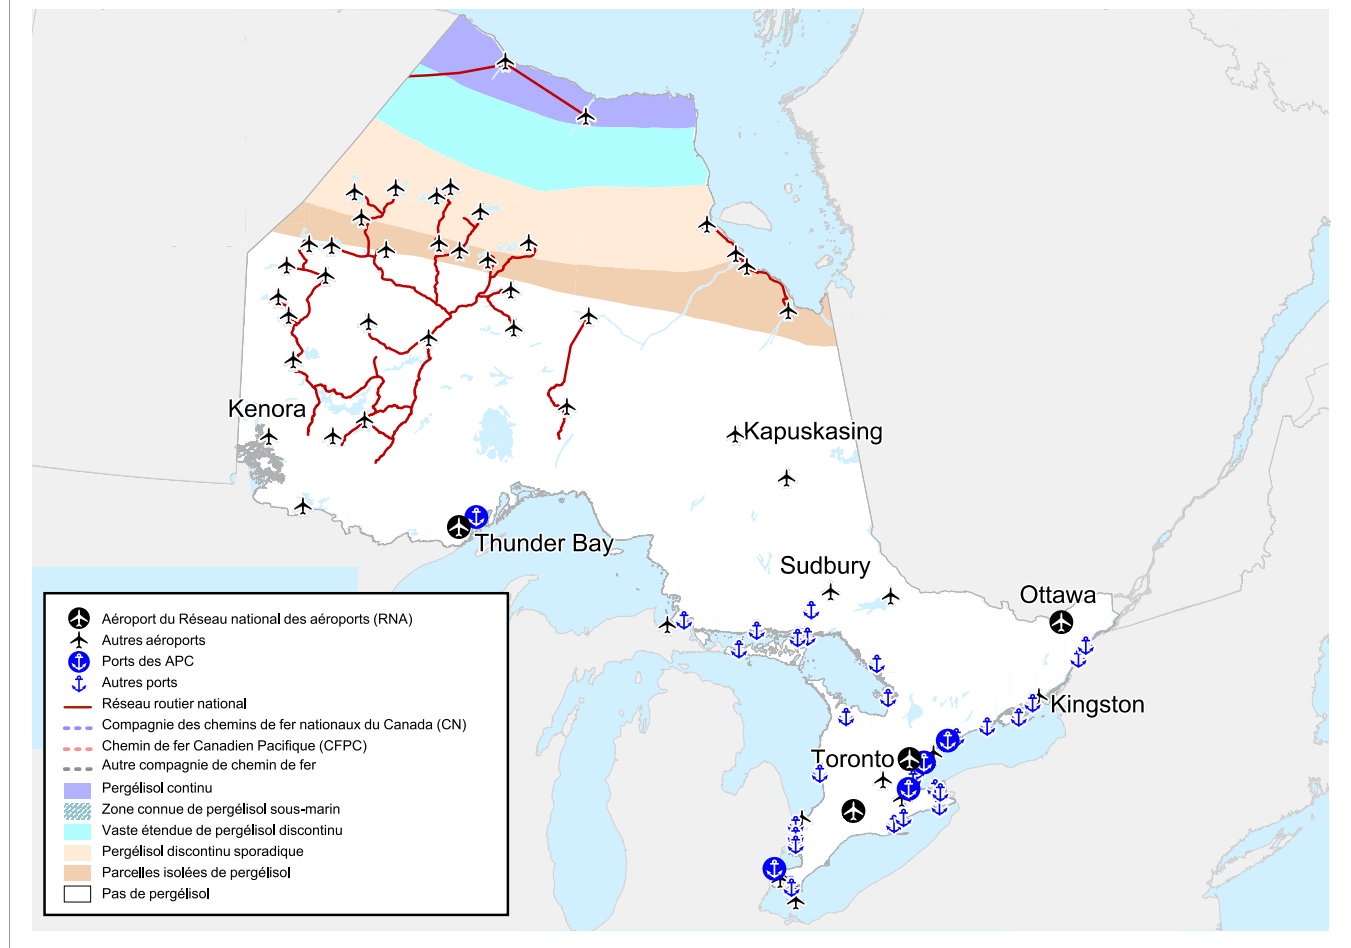 Kenora
Kapuskasing
Thunder Bay
Sudbury
Ottawa
Kingston
Toronto
Aéroport du Réseau national des aéroports (RNA)
Autres aéroports
Ports des APC
Autres ports
Réseau routier national
Compagnie des chemins de fer nationaux du Canada (CN)
Chemin de fer Canadien Pacifique (CFPC)
Autre compagnie de chemin de fer
Pergélisol continu
Zone connue de pergélisol sous-marin
Vaste étendue de pergélisol discontinu
Pergélisol discontinu sporadique
Parcelles isolées de pergélisol
Pas de pergélisol